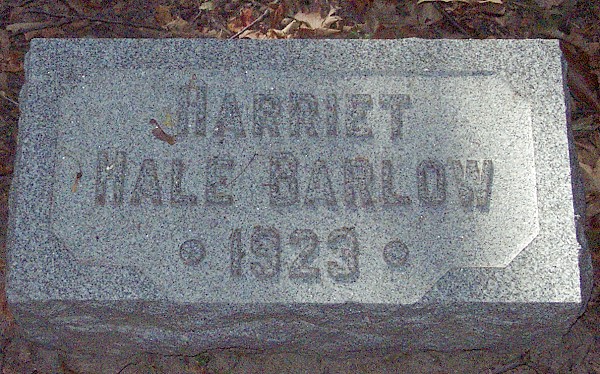 HARRIET
HALE BARLOW
• 1923 •